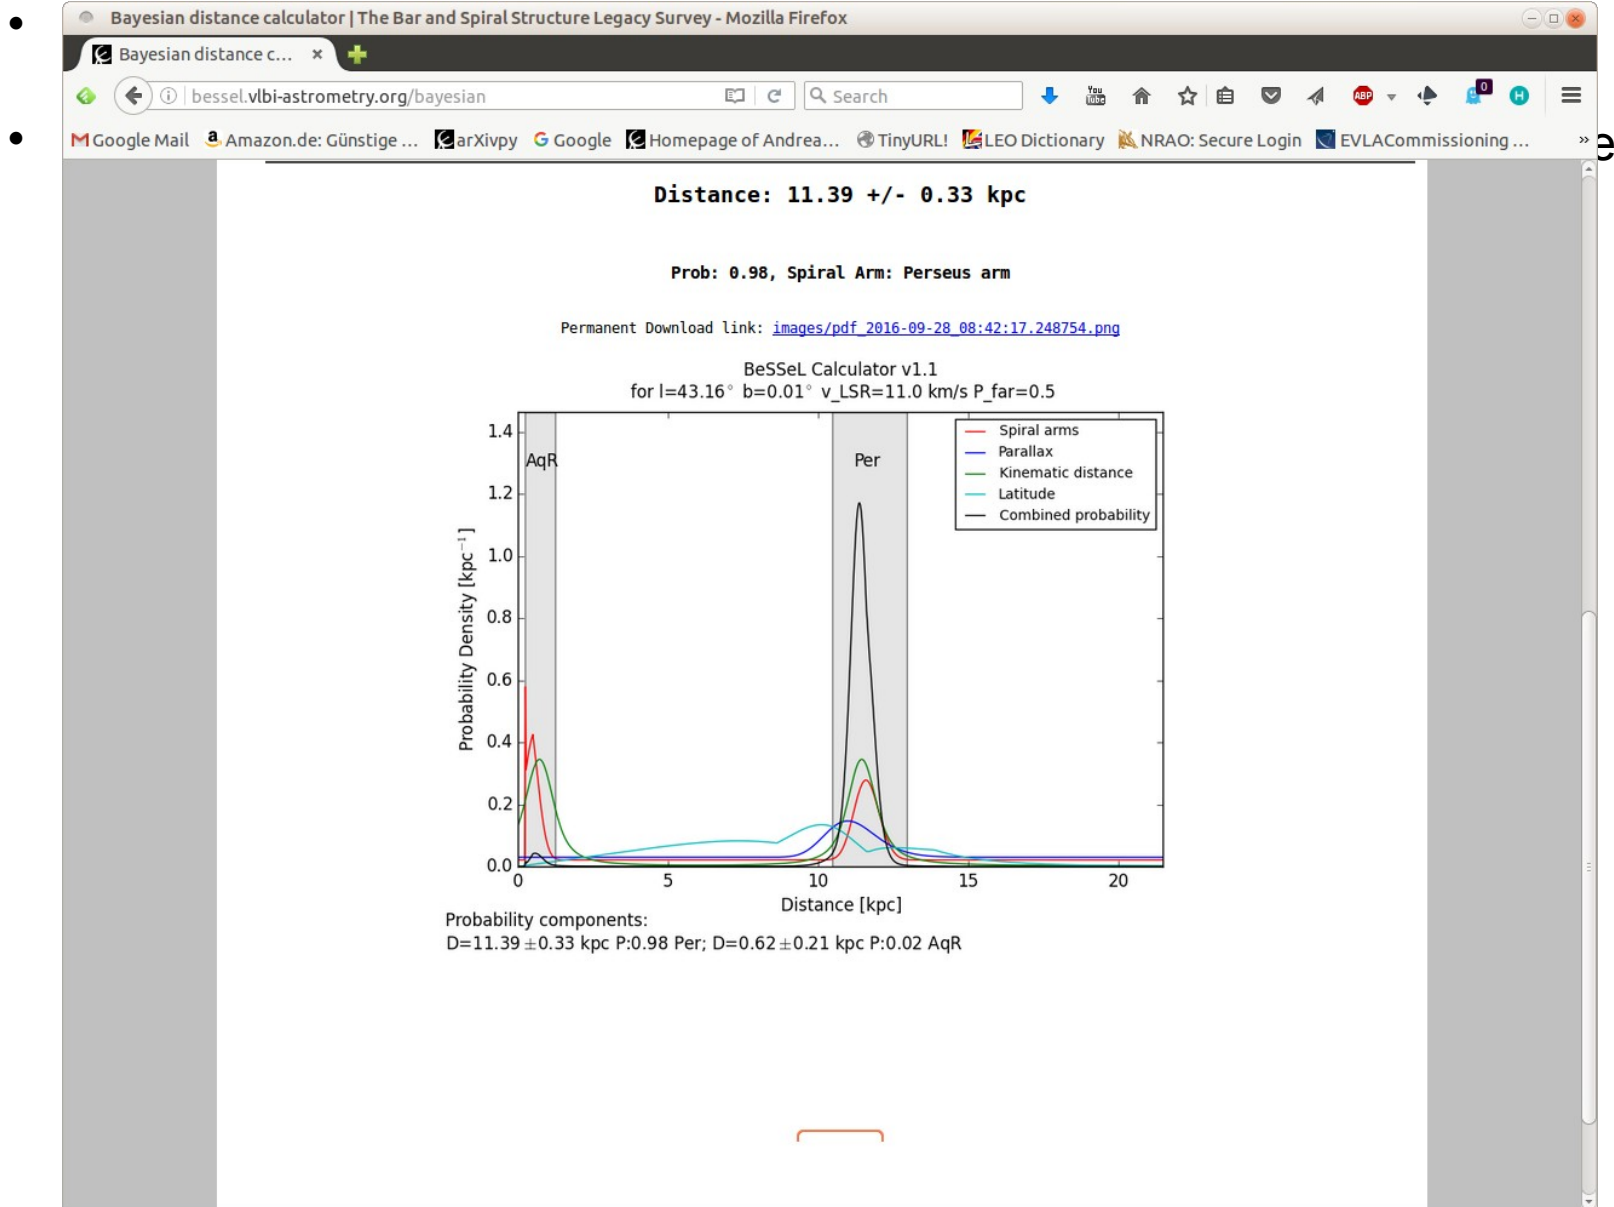 •
Bayesian distance calculator | The Bar and Spiral Structure Legacy Survey - Mozilla Firefox
Bayesian distance c...
bessel.vlbi-astrometry.org/bayesian
Search
You Tube
ABP
0
H
•
Google Mail Amazon.de: Günstige ... arXivpy Google Homepage of Andrea... TinyURL! LEO Dictionary NRAO: Secure Login EVLACommissioning ... »
e
Distance: 11.39 +/- 0.33 kpc
Prob: 0.98, Spiral Arm: Perseus arm
Permanent Download link: images/pdf_2016-09-28_08:42:17.248754.png
BeSSeL Calculator v1.1
for l=43.16° b=0.01° v_LSR=11.0 km/s P_far=0.5
Spiral arms
Parallax
Kinematic distance
Latitude
Combined probability
AqR
Per
Probability Density [kpc⁻¹]
1.4
1.2
1.0
0.8
0.6
0.4
0.2
0.0
0 5 10 15 20
Distance [kpc]
Probability components:
D=11.39±0.33 kpc P:0.98 Per; D=0.62±0.21 kpc P:0.02 AqR